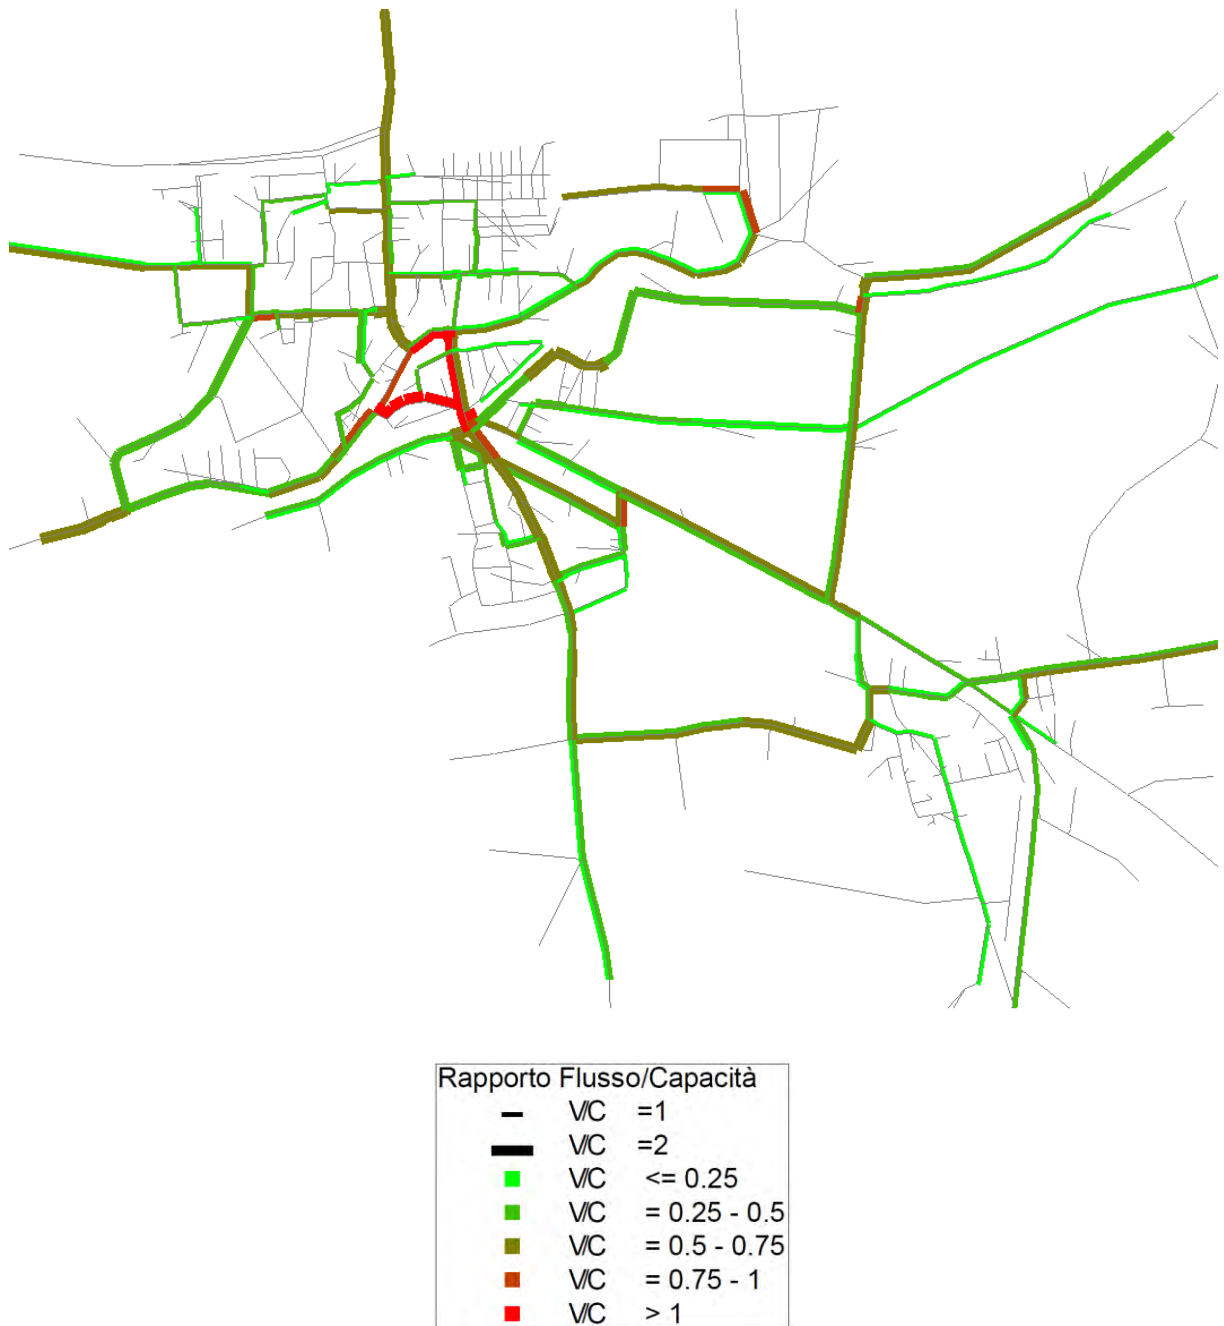 Rapporto Flusso/Capacità
V/C =1
V/C =2
V/C <= 0.25
V/C = 0.25 - 0.5
V/C = 0.5 - 0.75
V/C = 0.75 - 1
V/C > 1